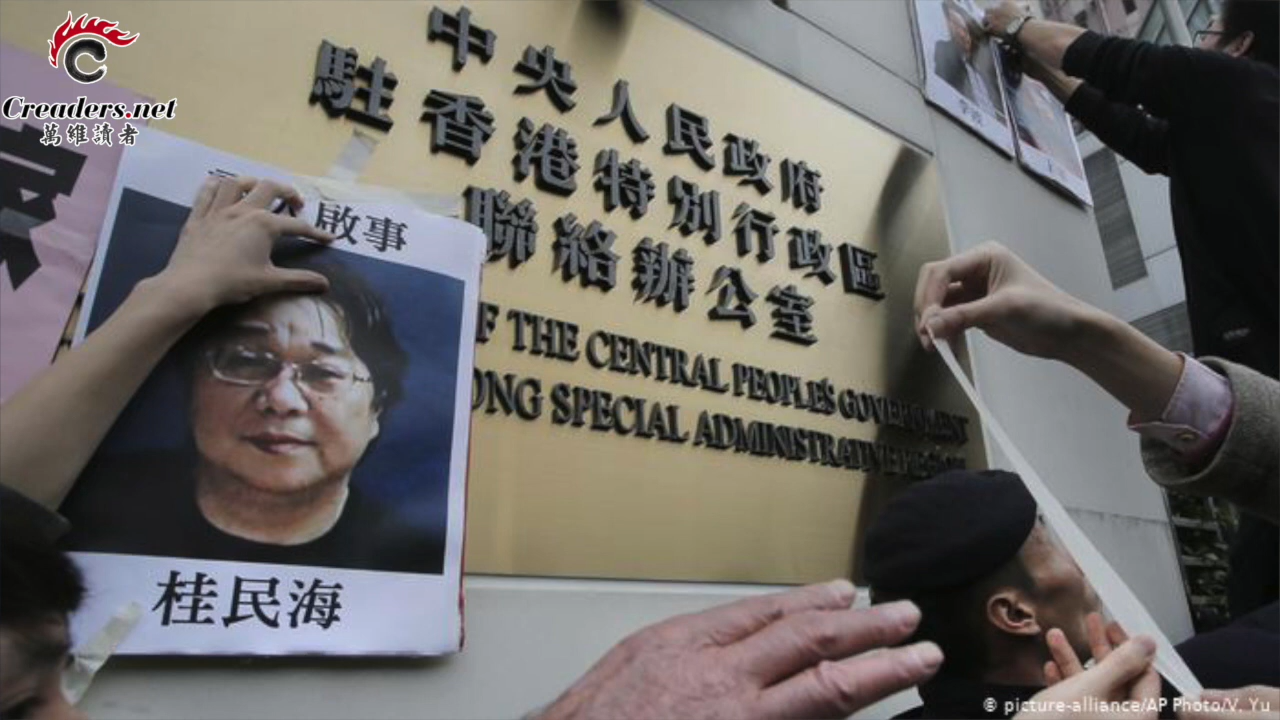 Creaders.net
萬維讀者
中央人民政府
駐香港特別行政區
聯絡辦公室
F THE CENTRAL PEOPLE'S GOVERNMENT
ONG SPECIAL ADMINISTRATIVE REGION
啟事
桂民海
© picture-alliance/AP Photo/V. Yu